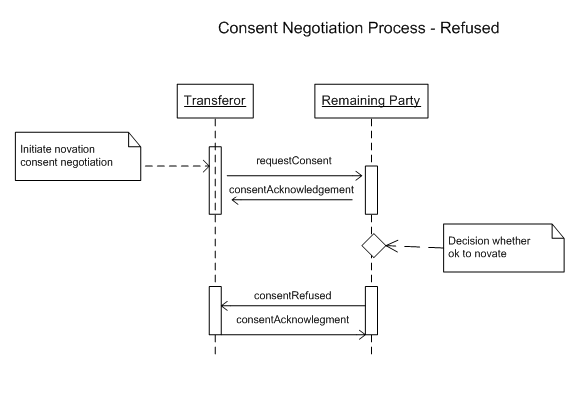 Consent Negotiation Process - Refused
Transferor
Remaining Party
Initiate novation
consent negotiation
requestConsent
consentAcknowledgement
Decision whether
ok to novate
consentRefused
consentAcknowlegment